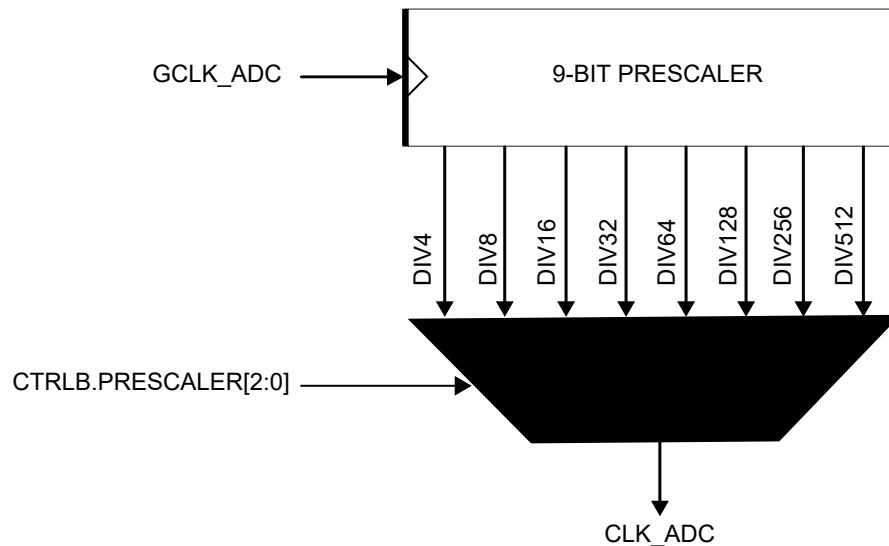 GCLK_ADC
9-BIT PRESCALER
DIV4
DIV8
DIV16
DIV32
DIV64
DIV128
DIV256
DIV512
CTRLB.PRESCALER[2:0]
CLK_ADC